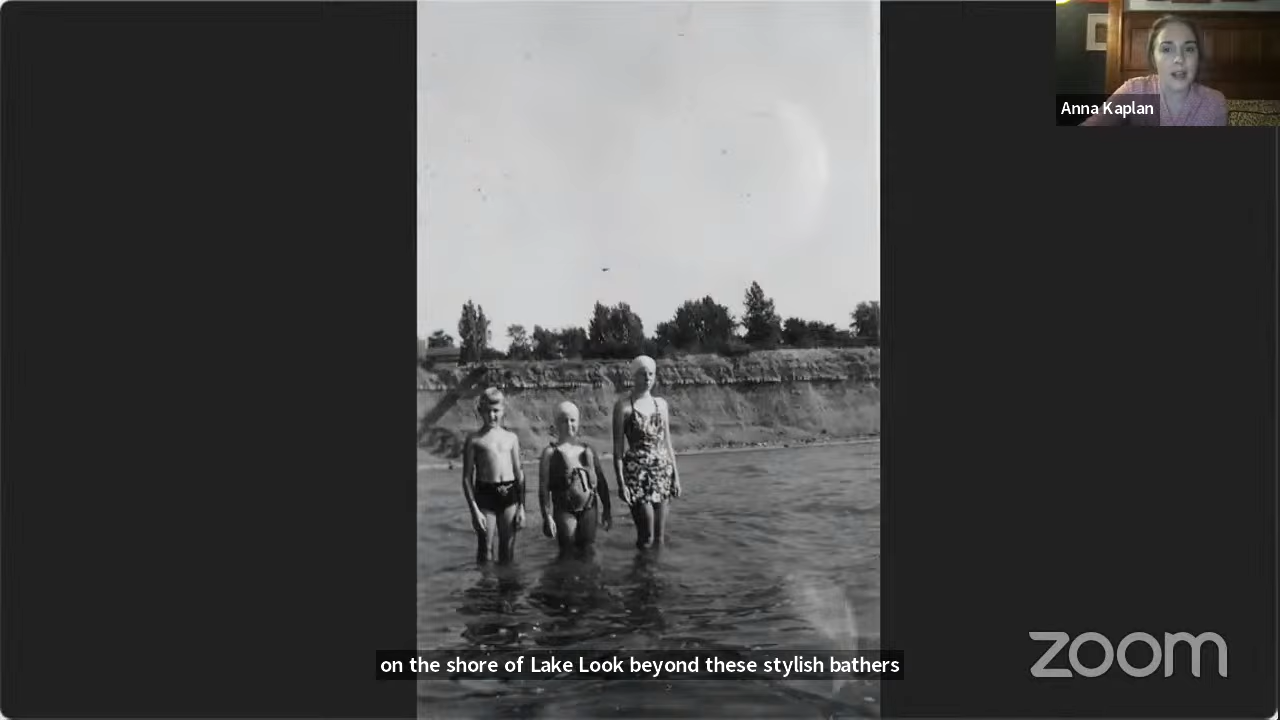 Anna Kaplan
zoom
on the shore of Lake Look beyond these stylish bathers